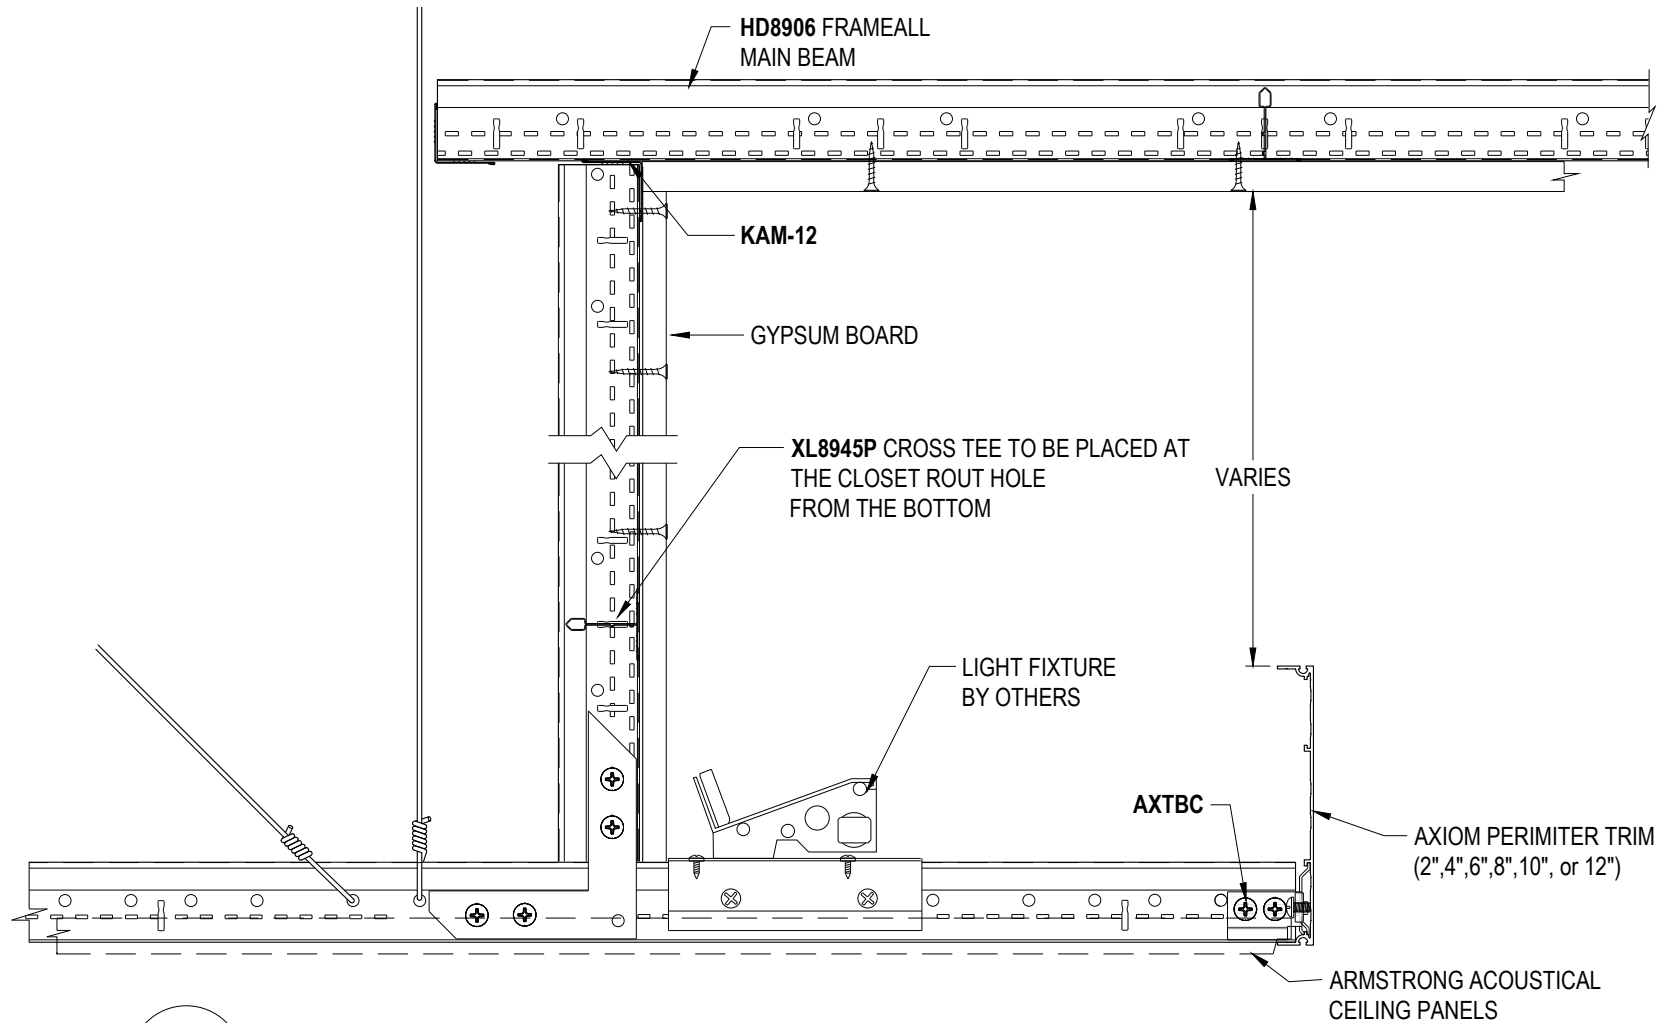 HD8906 FRAMEALL
MAIN BEAM
KAM-12
GYPSUM BOARD
XL8945P CROSS TEE TO BE PLACED AT
THE CLOSET ROUT HOLE
FROM THE BOTTOM
VARIES
LIGHT FIXTURE
BY OTHERS
AXTBC
AXIOM PERIMITER TRIM
(2",4",6",8",10", or 12")
ARMSTRONG ACOUSTICAL
CEILING PANELS